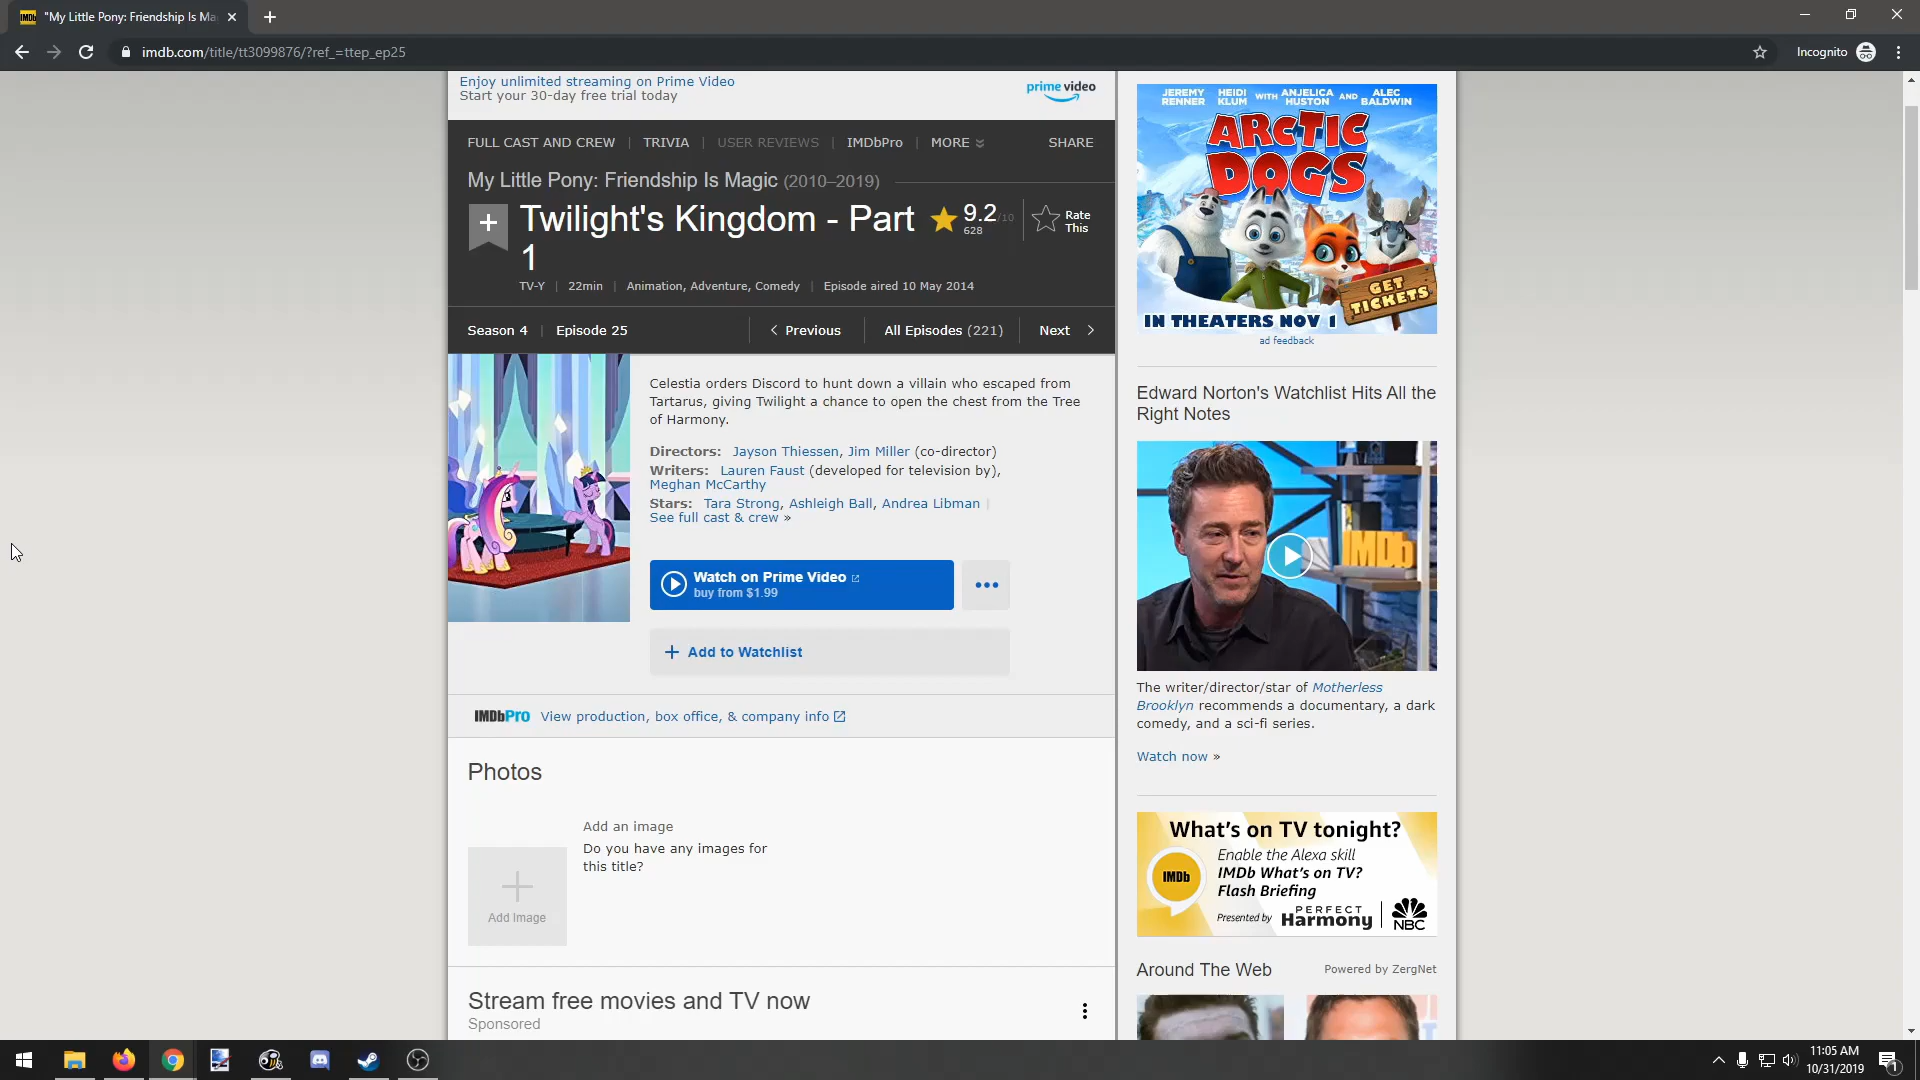 "My Little Pony: Friendship Is Ma
imdb.com/title/tt3099876/?ref_=ttep_ep25
Incognito
Enjoy unlimited streaming on Prime Video
Start your 30-day free trial today
prime video
FULL CAST AND CREW | TRIVIA | USER REVIEWS | IMDbPro | MORE
SHARE
My Little Pony: Friendship Is Magic (2010–2019)
+ Twilight's Kingdom - Part
1
9.2/10
628
Rate
This
TV-Y | 22min | Animation, Adventure, Comedy | Episode aired 10 May 2014
Season 4 | Episode 25
Previous
All Episodes (221)
Next
Celestia orders Discord to hunt down a villain who escaped from
Tartarus, giving Twilight a chance to open the chest from the Tree
of Harmony.
Directors: Jayson Thiessen, Jim Miller (co-director)
Writers: Lauren Faust (developed for television by),
Meghan McCarthy
Stars: Tara Strong, Ashleigh Ball, Andrea Libman |
See full cast & crew »
Watch on Prime Video
buy from $1.99
+ Add to Watchlist
IMDbPro View production, box office, & company info
Photos
Add an image
Do you have any images for
this title?
Add Image
Stream free movies and TV now
Sponsored
JEREMY RENNER HEIDI KLUM WITH ANJELICA HUSTON AND ALEC BALDWIN
ARCTIC
DOGS
GET
TICKETS
IN THEATERS NOV 1
ad feedback
Edward Norton's Watchlist Hits All the
Right Notes
IMDb
The writer/director/star of Motherless
Brooklyn recommends a documentary, a dark
comedy, and a sci-fi series.
Watch now »
What's on TV tonight?
Enable the Alexa skill
IMDb What's on TV?
Flash Briefing
IMDb
Presented by PERFECT Harmony | NBC
Around The Web
Powered by ZergNet
11:05 AM
10/31/2019
1